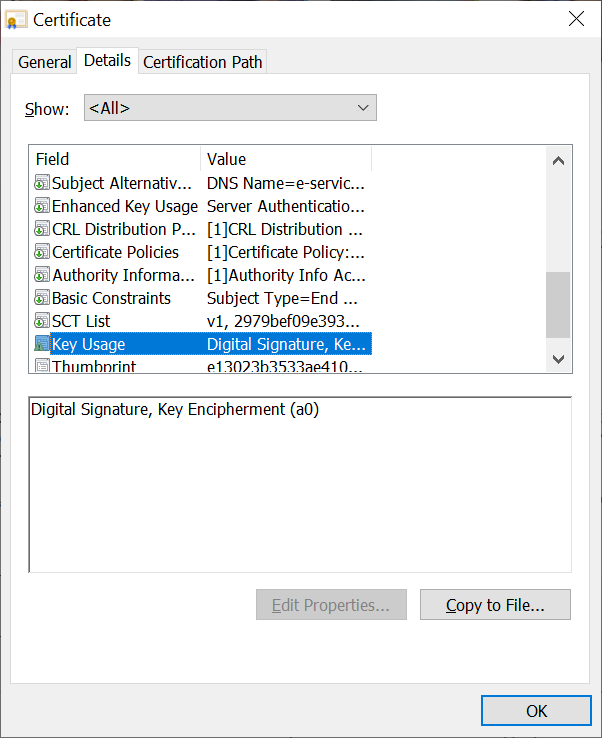 Certificate
General Details Certification Path
Show: <All>
Field Value
Subject Alternativ... DNS Name=e-servic...
Enhanced Key Usage Server Authenticatio...
CRL Distribution P... [1]CRL Distribution ...
Certificate Policies [1]Certificate Policy:...
Authority Informa... [1]Authority Info Ac...
Basic Constraints Subject Type=End ...
SCT List v1, 2979bef09e393...
Key Usage Digital Signature, Ke...
Thumbprint e13023b3533ae410...
Digital Signature, Key Encipherment (a0)
Edit Properties... Copy to File...
OK